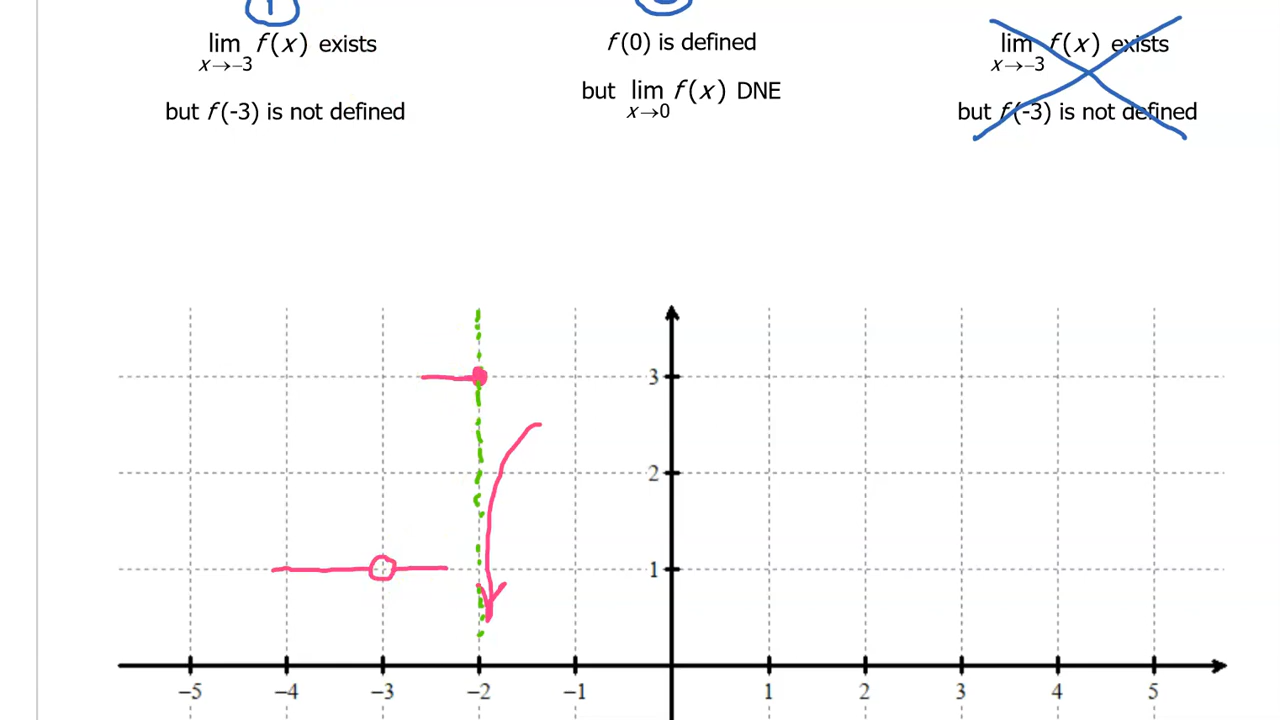 lim f(x) exists
x→−3
but f(-3) is not defined
f(0) is defined
but lim f(x) DNE
x→0
lim f(x) exists
x→−3
but f(-3) is not defined
3
2
1
−5 −4 −3 −2 −1 1 2 3 4 5